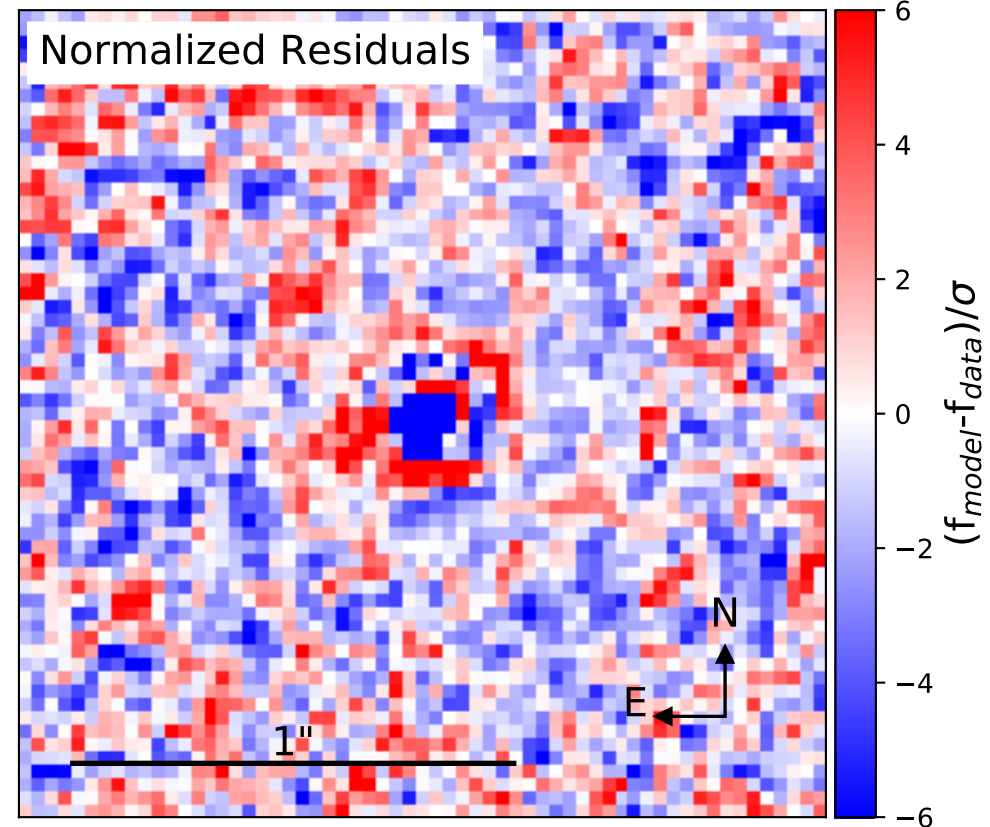 Normalized Residuals
6
4
2
0
−2
−4
−6
(f_model-f_data)/σ
N
E
1"